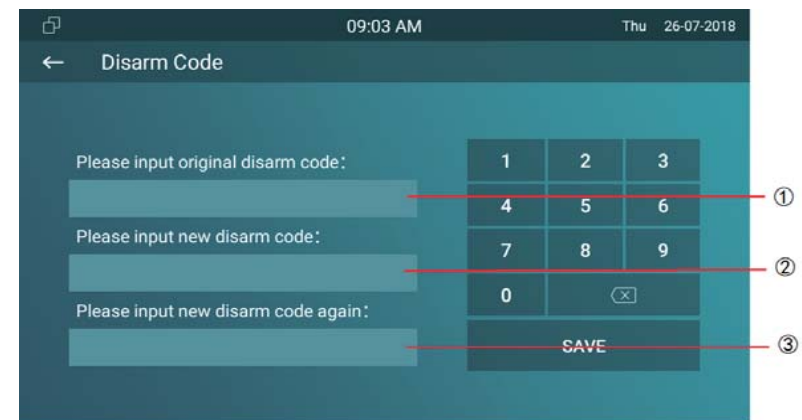 09:03 AM Thu 26-07-2018
Disarm Code
Please input original disarm code:
1 2 3
①
4 5 6
Please input new disarm code:
7 8 9
②
0
Please input new disarm code again:
SAVE
③